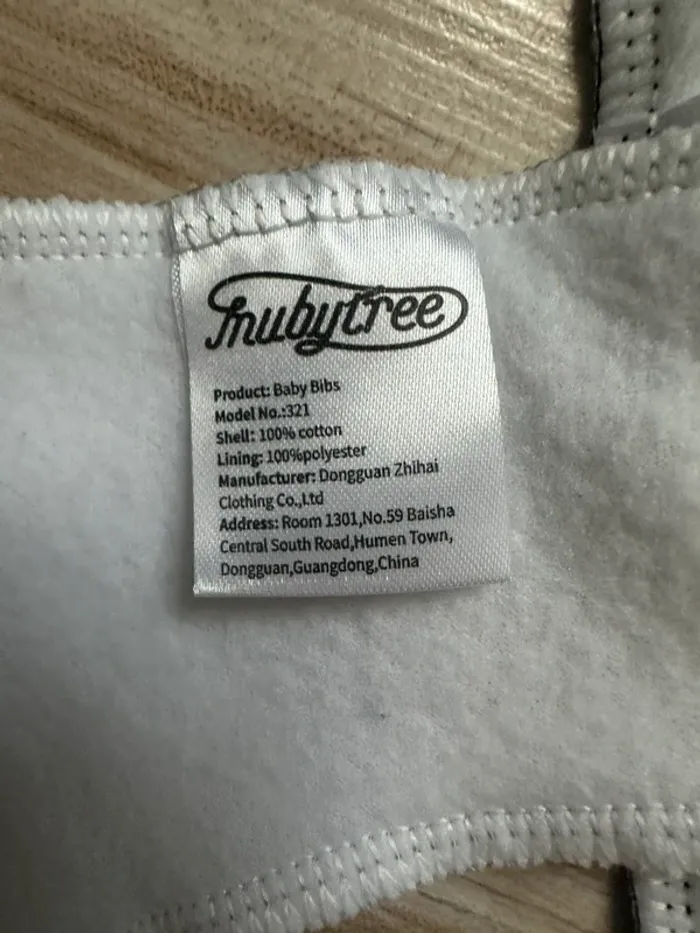 mubytree
Product: Baby Bibs
Model No.:321
Shell: 100% cotton
Lining: 100%polyester
Manufacturer: Dongguan Zhihai
Clothing Co.,Ltd
Address: Room 1301,No.59 Baisha
Central South Road,Humen Town,
Dongguan,Guangdong,China